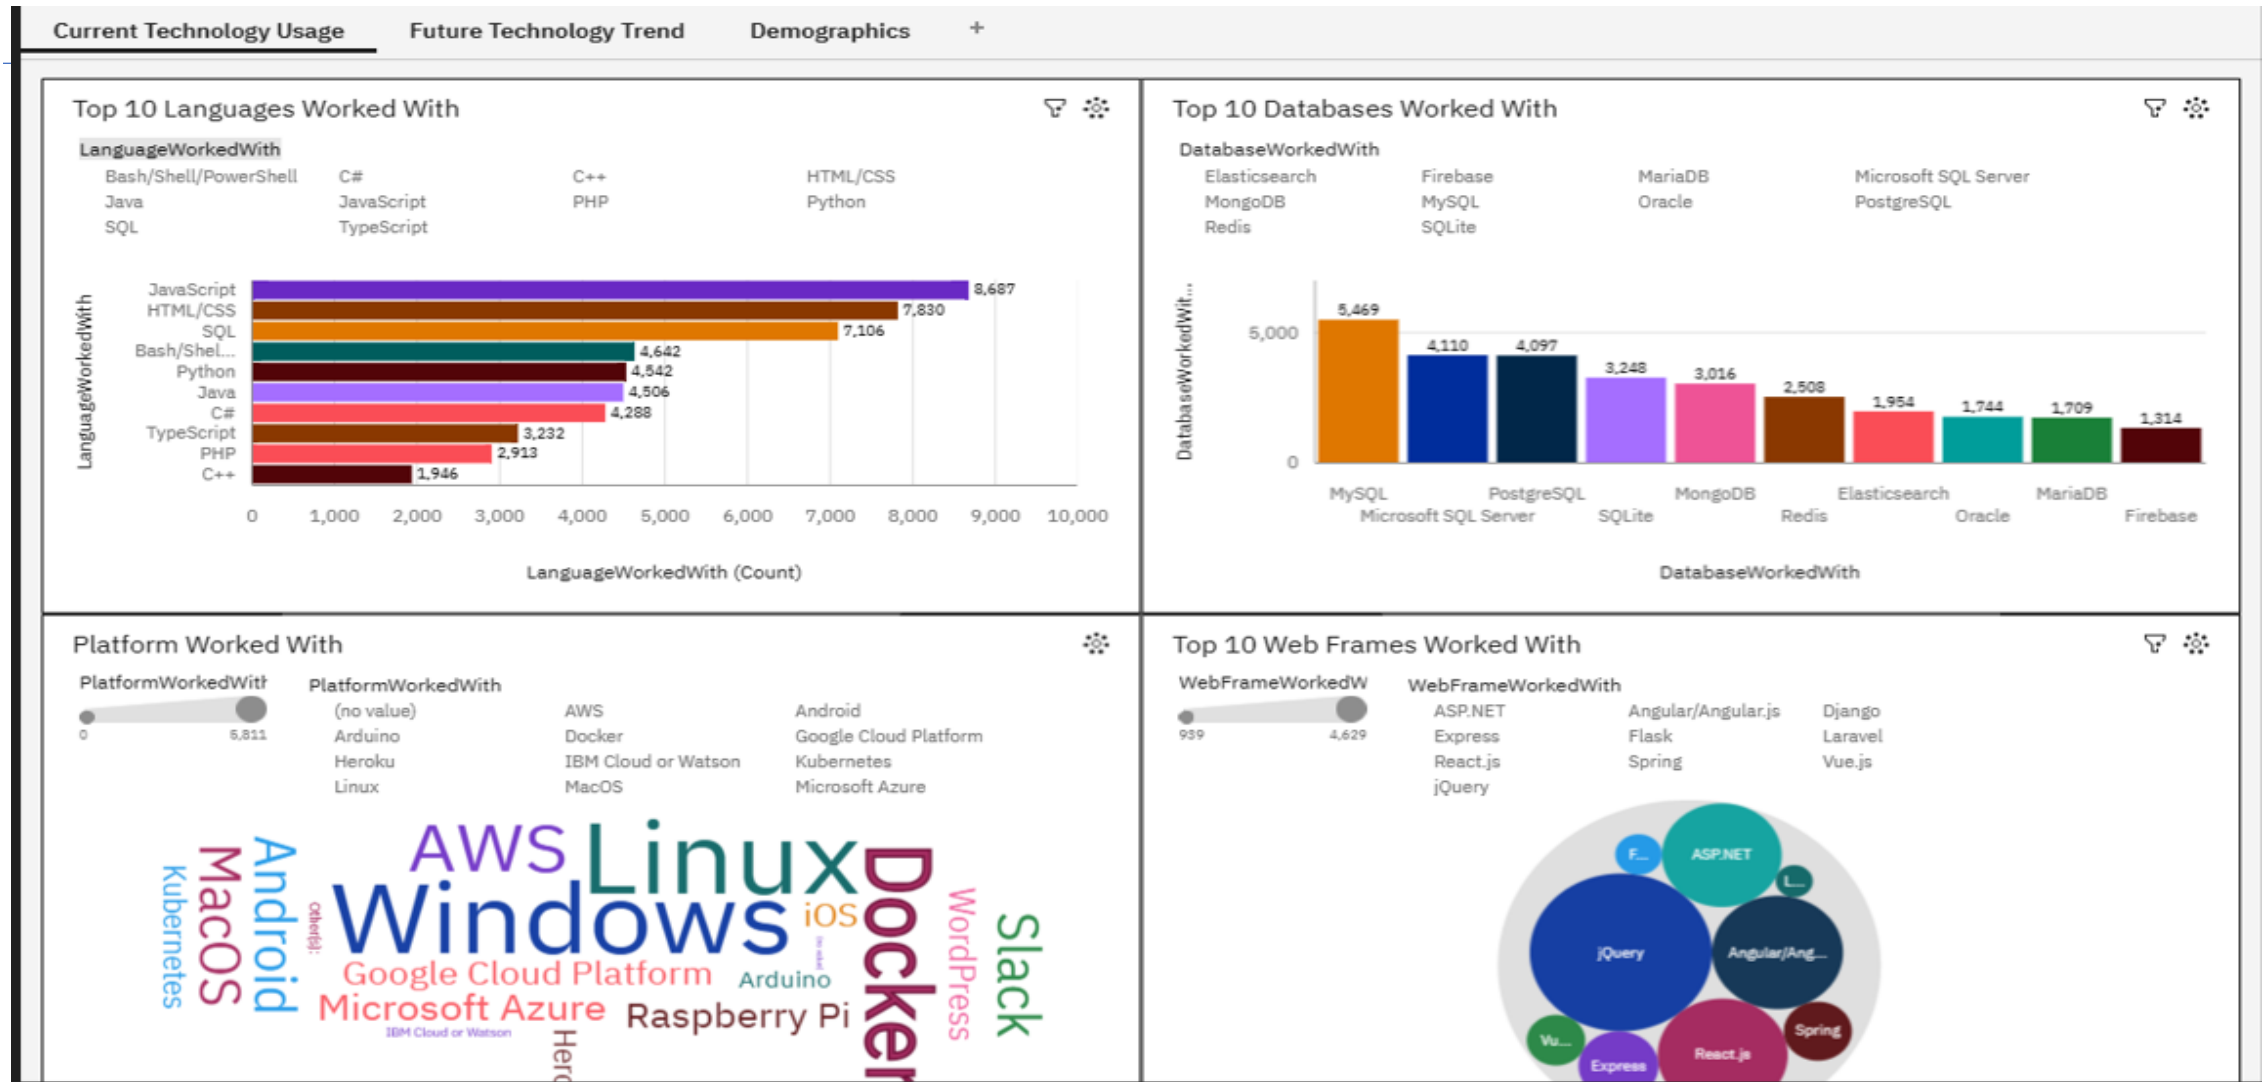 Current Technology Usage Future Technology Trend Demographics +
Top 10 Languages Worked With
LanguageWorkedWith
Bash/Shell/PowerShell C# C++ HTML/CSS
Java JavaScript PHP Python
SQL TypeScript
LanguageWorkedWith
JavaScript 8,687
HTML/CSS 7,830
SQL 7,106
Bash/Shel... 4,642
Python 4,542
Java 4,506
C# 4,288
TypeScript 3,232
PHP 2,913
C++ 1,946
0 1,000 2,000 3,000 4,000 5,000 6,000 7,000 8,000 9,000 10,000
LanguageWorkedWith (Count)
Top 10 Databases Worked With
DatabaseWorkedWith
Elasticsearch Firebase MariaDB Microsoft SQL Server
MongoDB MySQL Oracle PostgreSQL
Redis SQLite
DatabaseWorkedWit...
5,000
0
5,469 4,110 4,097 3,248 3,016 2,508 1,954 1,744 1,709 1,314
MySQL PostgreSQL MongoDB Elasticsearch MariaDB
Microsoft SQL Server SQLite Redis Oracle Firebase
DatabaseWorkedWith
Platform Worked With
PlatformWorkedWith
0 6,811
PlatformWorkedWith
(no value) AWS Android
Arduino Docker Google Cloud Platform
Heroku IBM Cloud or Watson Kubernetes
Linux MacOS Microsoft Azure
Kubernetes
MacOS
Android
Other(s):
AWS
Linux
Windows
iOS
Docker
WordPress
Slack
Google Cloud Platform
Arduino
Microsoft Azure
Raspberry Pi
IBM Cloud or Watson
Top 10 Web Frames Worked With
WebFrameWorkedW
939 4,629
WebFrameWorkedWith
ASP.NET Angular/Angular.js Django
Express Flask Laravel
React.js Spring Vue.js
jQuery
F...
ASP.NET
L...
jQuery
Angular/Ang...
Vu...
Express
React.js
Spring